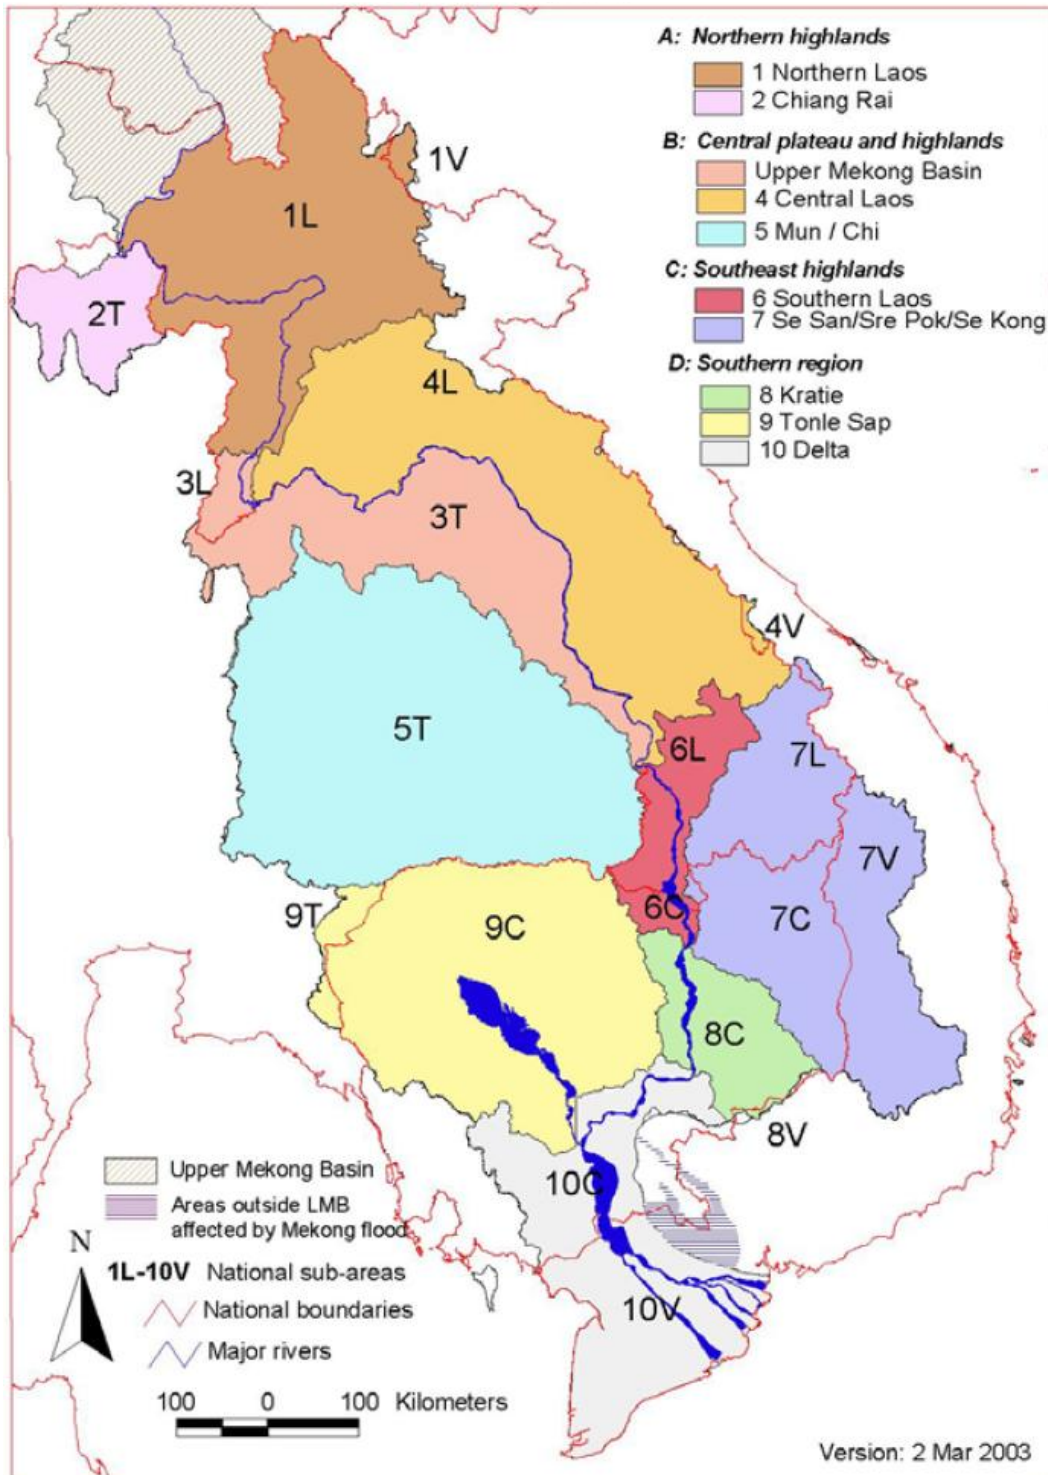 A: Northern highlands
1 Northern Laos
2 Chiang Rai
B: Central plateau and highlands
Upper Mekong Basin
4 Central Laos
5 Mun / Chi
C: Southeast highlands
6 Southern Laos
7 Se San/Sre Pok/Se Kong
D: Southern region
8 Kratie
9 Tonle Sap
10 Delta
1V
1L
2T
4L
3L
3T
4V
5T
6L
7L
7V
9T
9C
6C
7C
8C
8V
10C
10V
Upper Mekong Basin
Areas outside LMB
affected by Mekong flood
N
1L-10V National sub-areas
National boundaries
Major rivers
100 0 100 Kilometers
Version: 2 Mar 2003